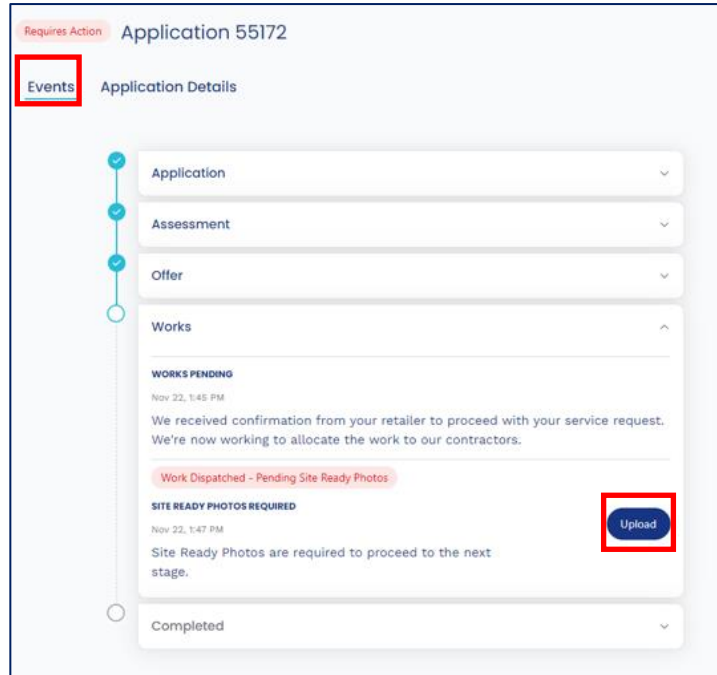 Requires Action Application 55172
Events Application Details
Application
Assessment
Offer
Works
WORKS PENDING
Nov 22, 1:45 PM
We received confirmation from your retailer to proceed with your service request.
We're now working to allocate the work to our contractors.
Work Dispatched - Pending Site Ready Photos
SITE READY PHOTOS REQUIRED
Nov 22, 1:47 PM
Upload
Site Ready Photos are required to proceed to the next
stage.
Completed